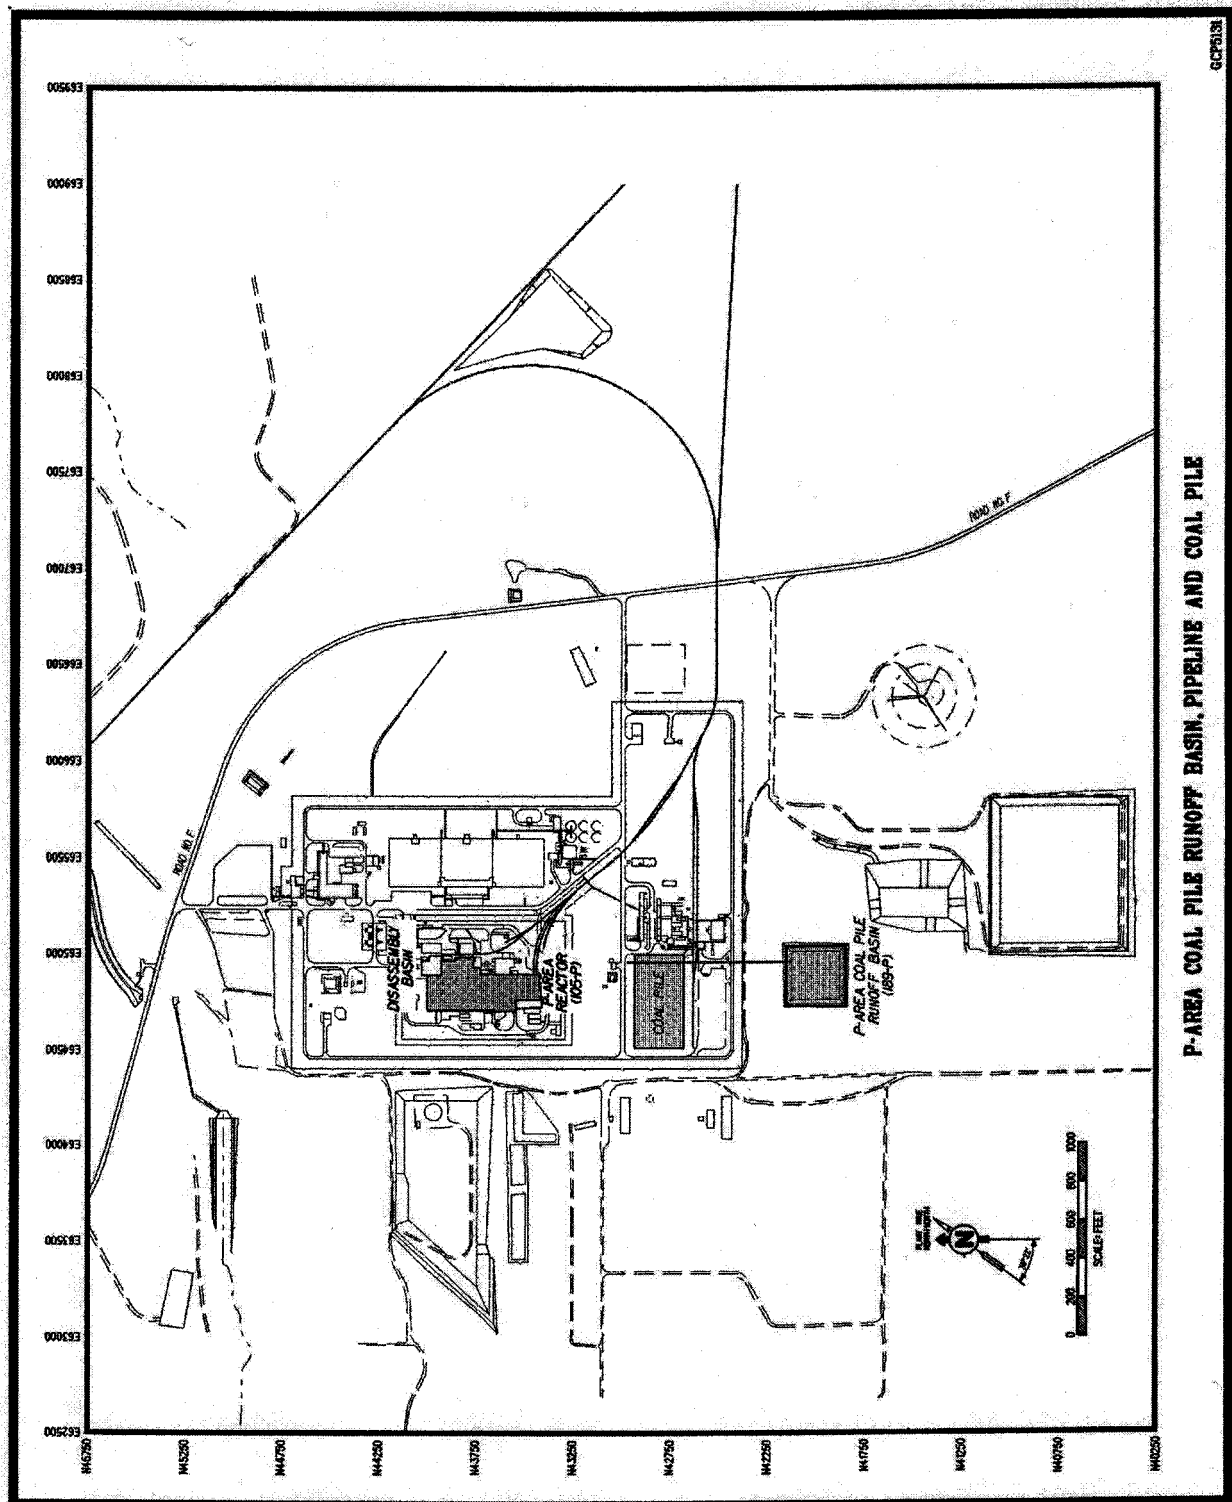 GCP5131
E69500
E69000
E68500
E68000
E67500
E67000
E66500
E66000
E65500
E65000
E64500
E64000
E63500
E63000
E62500
N45750
N45250
N44750
N44250
N43750
N43250
N42750
N42250
N41750
N41250
N40750
N40250
ROAD NO. F
ROAD NO. F
DISASSEMBLY
BASIN
P-AREA
REACTOR
(105-P)
COAL PILE
P-AREA COAL PILE
RUNOFF BASIN
(189-P)
N
0 200 400 600 800 1000
SCALE: FEET
P-AREA COAL PILE RUNOFF BASIN, PIPELINE AND COAL PILE